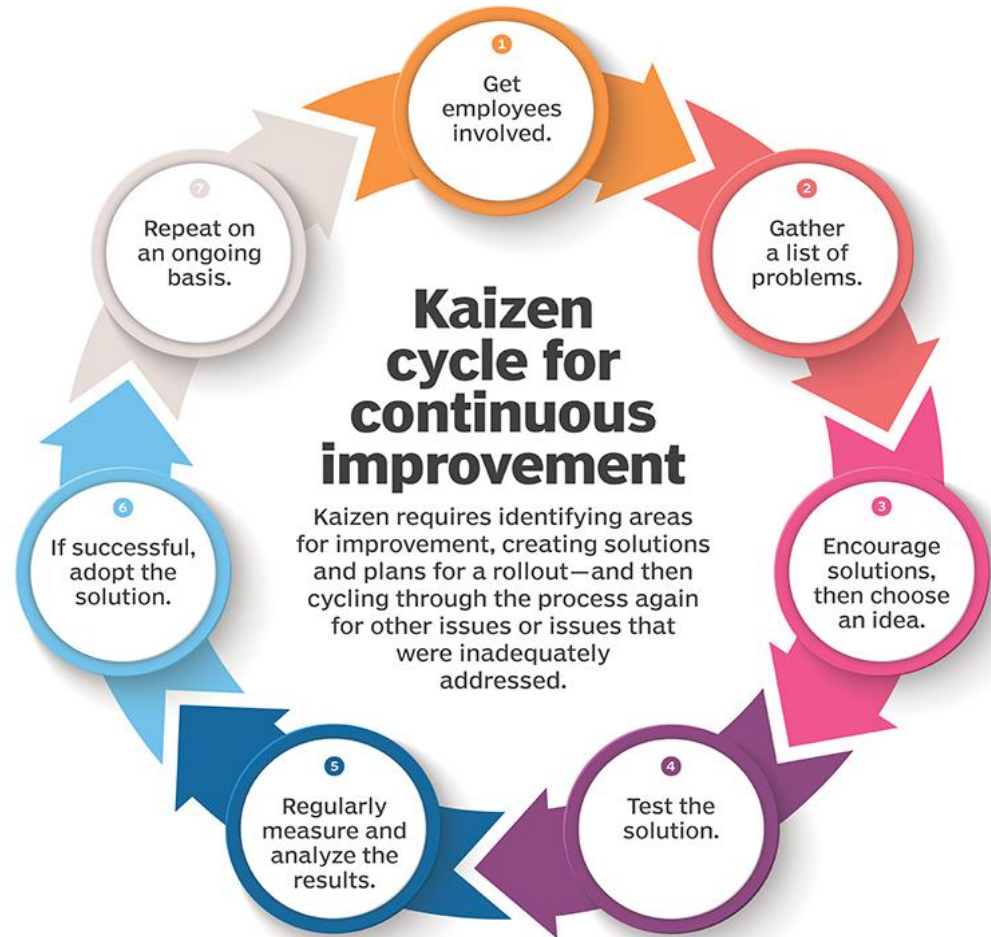 Kaizen
cycle for
continuous
improvement
Kaizen requires identifying areas
for improvement, creating solutions
and plans for a rollout—and then
cycling through the process again
for other issues or issues that
were inadequately
addressed.
1
Get
employees
involved.
2
Gather
a list of
problems.
3
Encourage
solutions,
then choose
an idea.
4
Test the
solution.
5
Regularly
measure and
analyze the
results.
6
If successful,
adopt the
solution.
7
Repeat on
an ongoing
basis.